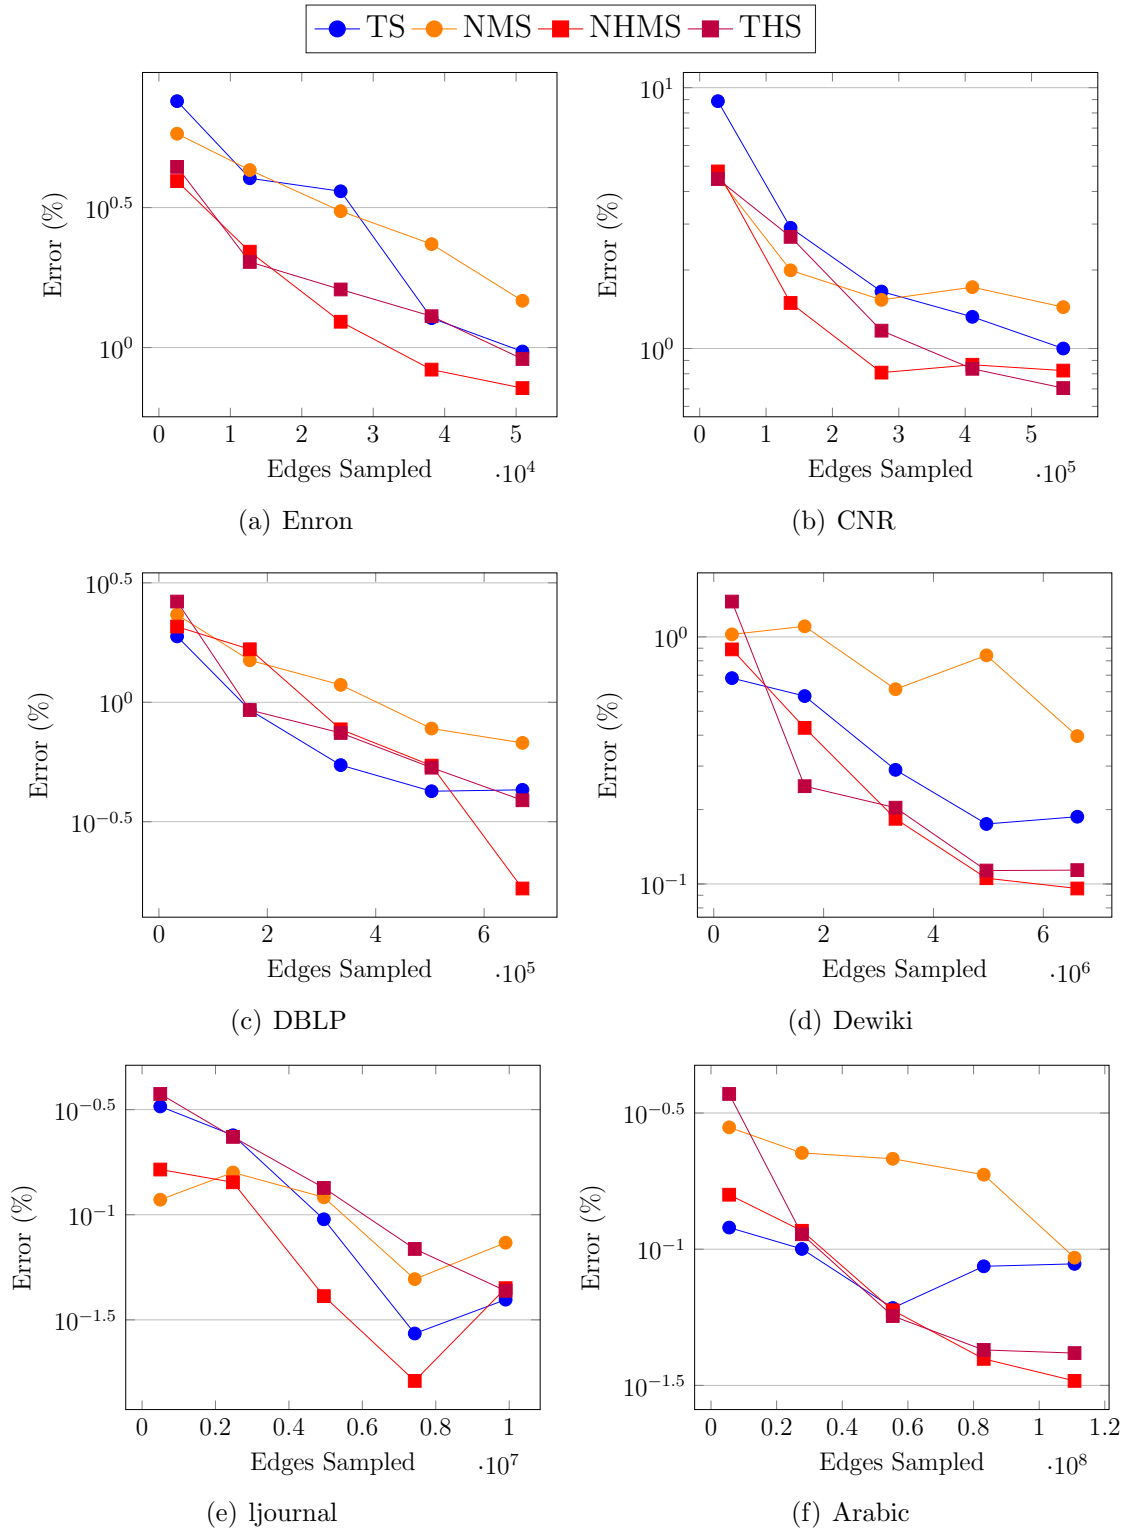 TS NMS NHMS THS
10^0.5
10^0
Error (%)
0 1 2 3 4 5
Edges Sampled ·10^4
(a) Enron
10^1
10^0
Error (%)
0 1 2 3 4 5
Edges Sampled ·10^5
(b) CNR
10^0.5
10^0
10^−0.5
Error (%)
0 2 4 6
Edges Sampled ·10^5
(c) DBLP
10^0
10^−1
Error (%)
0 2 4 6
Edges Sampled ·10^6
(d) Dewiki
10^−0.5
10^−1
10^−1.5
Error (%)
0 0.2 0.4 0.6 0.8 1
Edges Sampled ·10^7
(e) ljournal
10^−0.5
10^−1
10^−1.5
Error (%)
0 0.2 0.4 0.6 0.8 1 1.2
Edges Sampled ·10^8
(f) Arabic